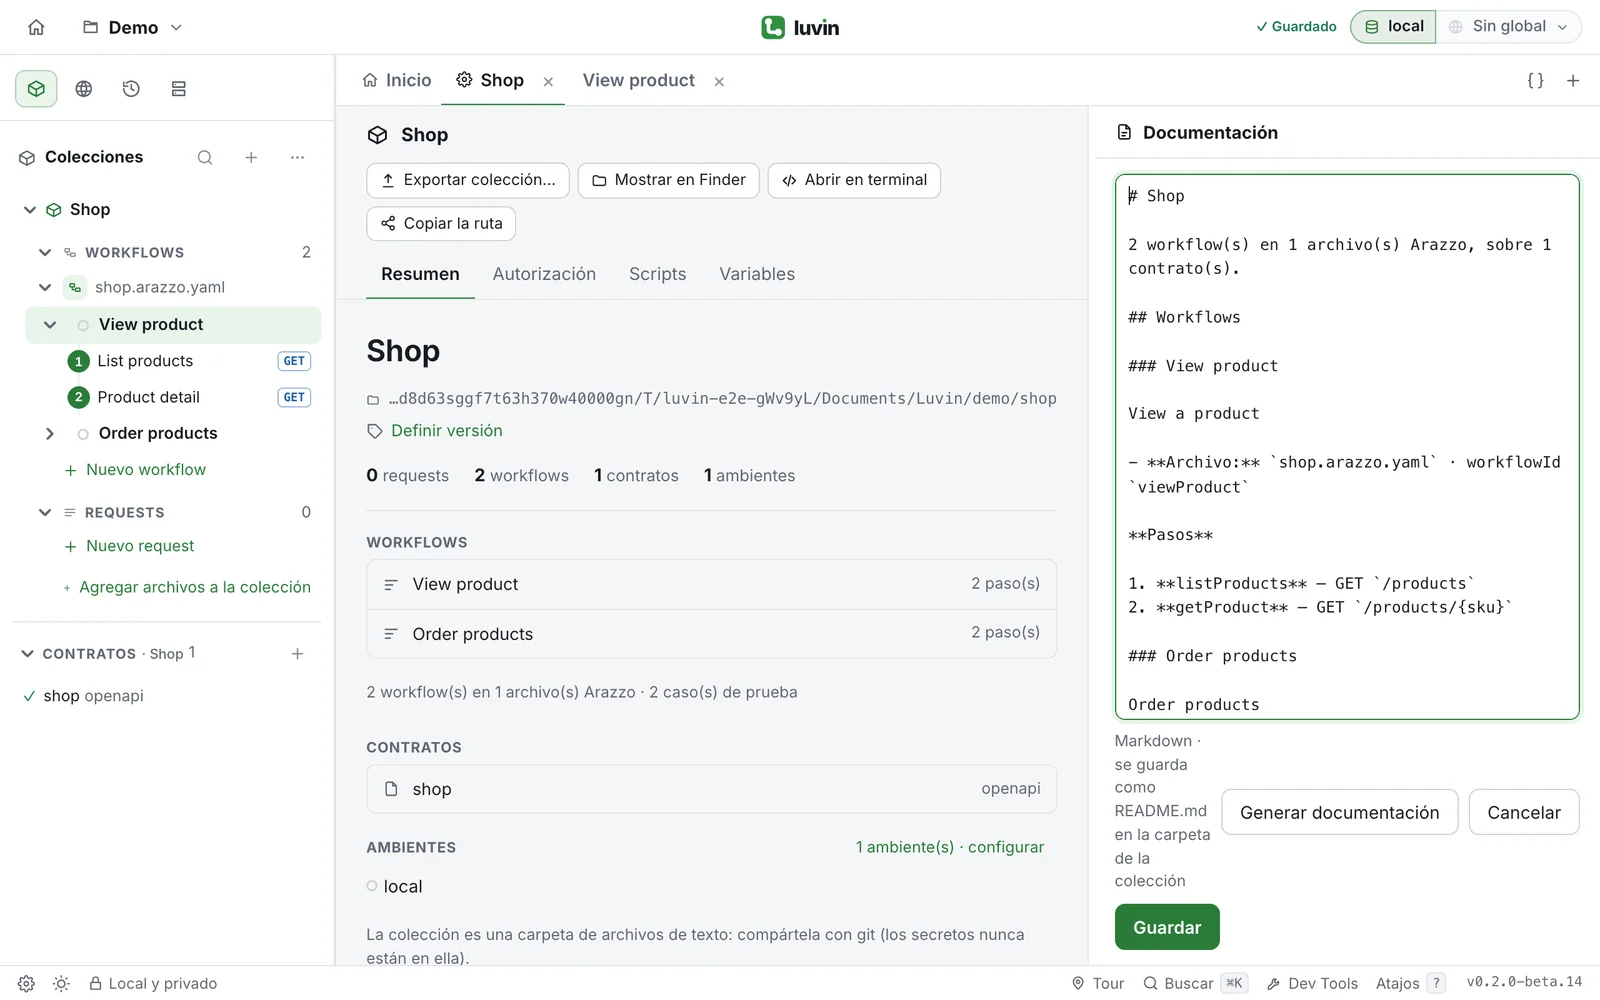 Demo
luvin
Guardado
local
Sin global
Inicio
Shop
View product
{ }
Colecciones
Shop
WORKFLOWS 2
shop.arazzo.yaml
View product
1 List products GET
2 Product detail GET
Order products
+ Nuevo workflow
REQUESTS 0
+ Nuevo request
+ Agregar archivos a la colección
CONTRATOS · Shop 1
shop openapi
Shop
Exportar colección...
Mostrar en Finder
Abrir en terminal
Copiar la ruta
Resumen
Autorización
Scripts
Variables
Shop
…d8d63sggf7t63h370w40000gn/T/luvin-e2e-gWv9yL/Documents/Luvin/demo/shop
Definir versión
0 requests 2 workflows 1 contratos 1 ambientes
WORKFLOWS
View product 2 paso(s)
Order products 2 paso(s)
2 workflow(s) en 1 archivo(s) Arazzo · 2 caso(s) de prueba
CONTRATOS
shop openapi
AMBIENTES 1 ambiente(s) · configurar
local
La colección es una carpeta de archivos de texto: compártela con git (los secretos nunca
están en ella).
Documentación
# Shop
2 workflow(s) en 1 archivo(s) Arazzo, sobre 1
contrato(s).
## Workflows
### View product
View a product
- **Archivo:** `shop.arazzo.yaml` · workflowId
`viewProduct`
**Pasos**
1. **listProducts** — GET `/products`
2. **getProduct** — GET `/products/{sku}`
### Order products
Order products
Markdown ·
se guarda
como
README.md
en la carpeta
de la
colección
Generar documentación
Cancelar
Guardar
Local y privado
Tour
Buscar ⌘K
Dev Tools
Atajos ?
v0.2.0-beta.14